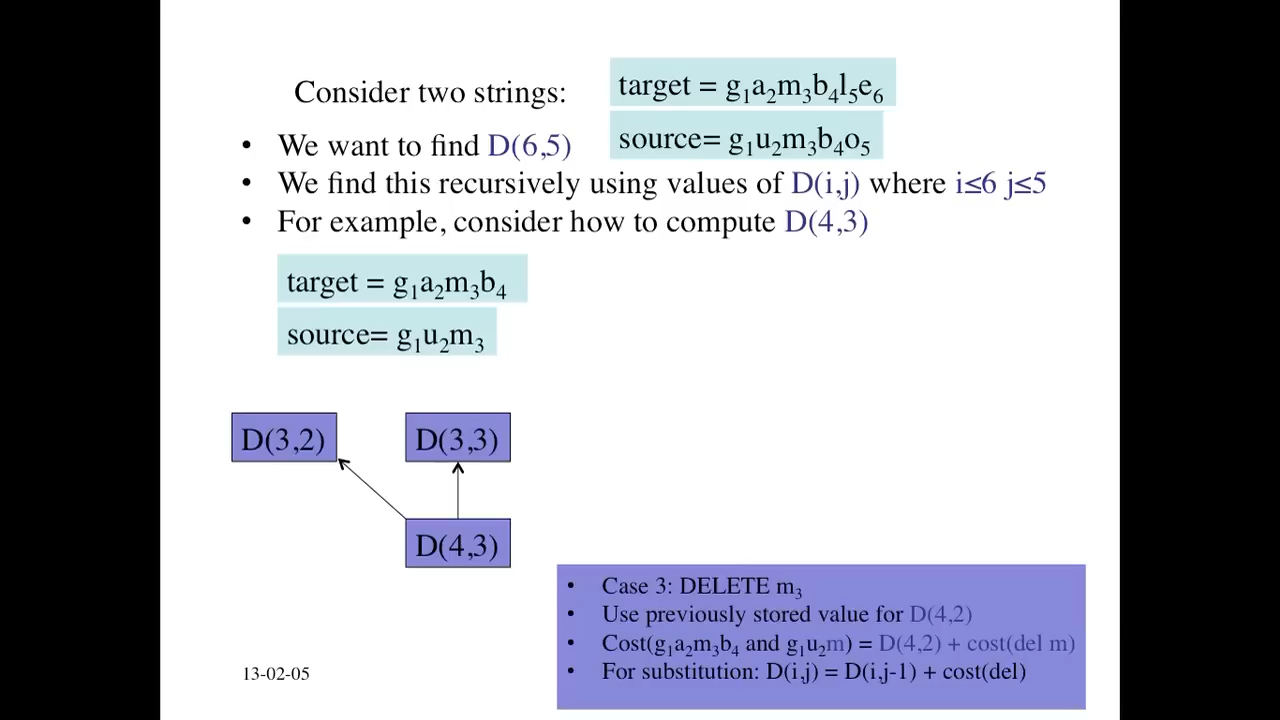 Consider two strings:
target = g₁a₂m₃b₄l₅e₆
source= g₁u₂m₃b₄o₅
• We want to find D(6,5)
• We find this recursively using values of D(i,j) where i≤6 j≤5
• For example, consider how to compute D(4,3)
target = g₁a₂m₃b₄
source= g₁u₂m₃
D(3,2)
D(3,3)
D(4,3)
• Case 3: DELETE m₃
• Use previously stored value for D(4,2)
• Cost(g₁a₂m₃b₄ and g₁u₂m) = D(4,2) + cost(del m)
• For substitution: D(i,j) = D(i,j-1) + cost(del)
13-02-05